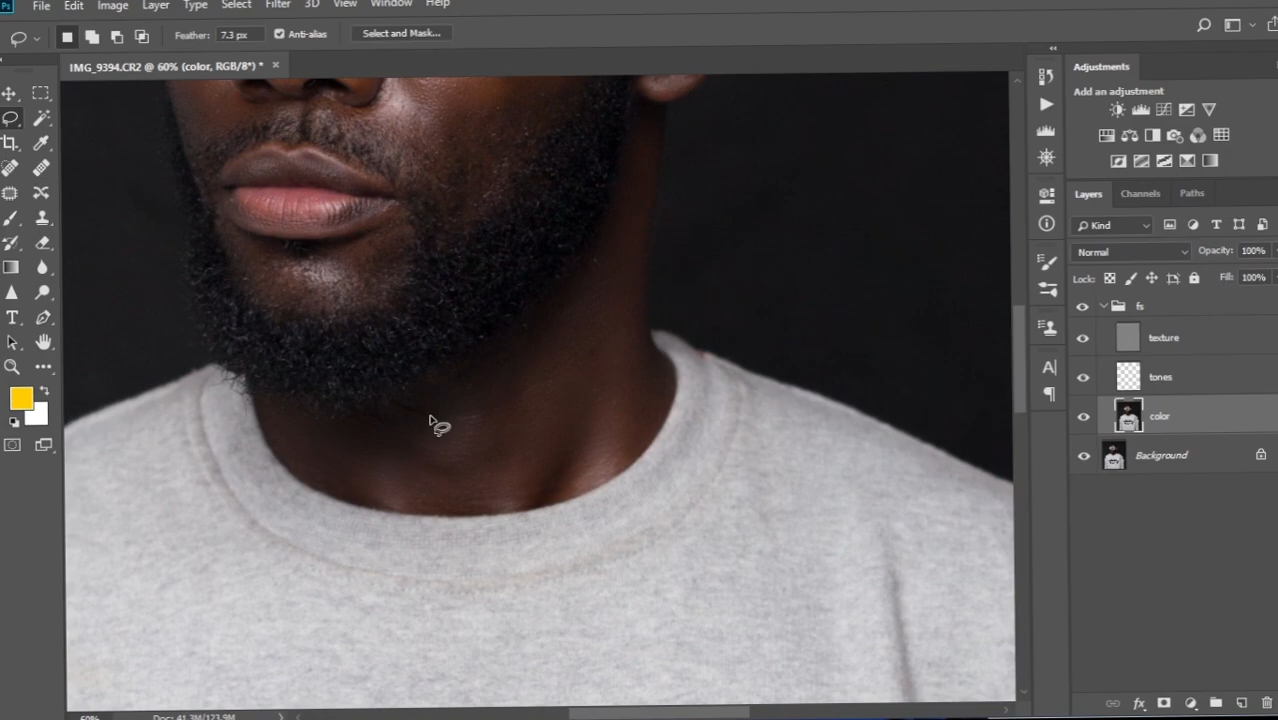 Ps File Edit Image Layer Type Select Filter 3D View Window Help
Feather: 7.3 px Anti-alias Select and Mask...
IMG_9394.CR2 @ 60% (color, RGB/8*) *
Adjustments
Add an adjustment
Layers Channels Paths
Kind
Normal Opacity: 100%
Lock: Fill: 100%
fs
texture
tones
color
Background
60% Doc: 41.3M/123.9M